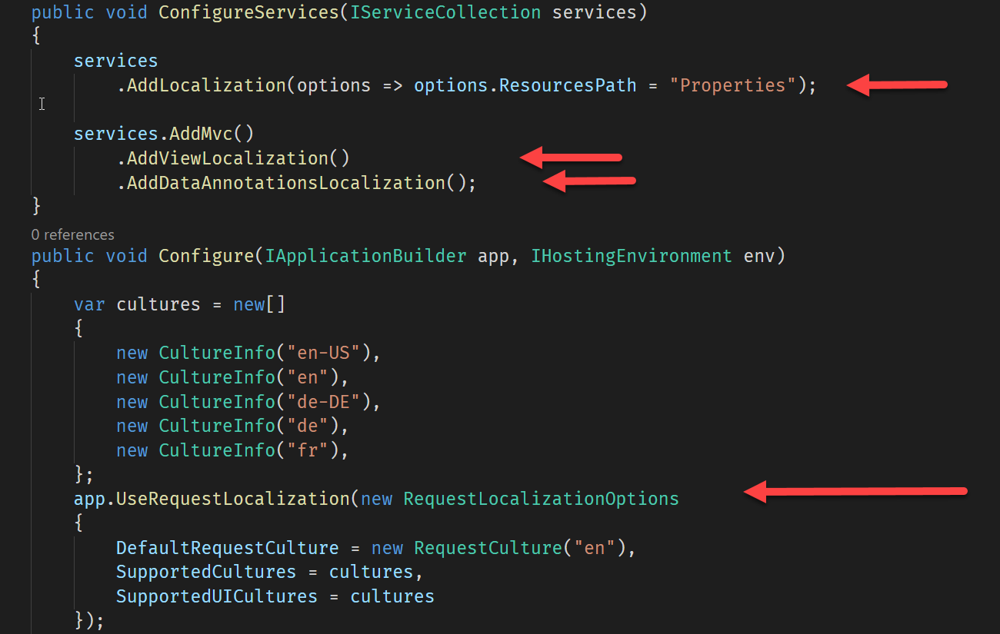 public void ConfigureServices(IServiceCollection services)
{
    services
        .AddLocalization(options => options.ResourcesPath = "Properties");
    services.AddMvc()
        .AddViewLocalization()
        .AddDataAnnotationsLocalization();
}
0 references
public void Configure(IApplicationBuilder app, IHostingEnvironment env)
{
    var cultures = new[]
    {
        new CultureInfo("en-US"),
        new CultureInfo("en"),
        new CultureInfo("de-DE"),
        new CultureInfo("de"),
        new CultureInfo("fr"),
    };
    app.UseRequestLocalization(new RequestLocalizationOptions
    {
        DefaultRequestCulture = new RequestCulture("en"),
        SupportedCultures = cultures,
        SupportedUICultures = cultures
    });